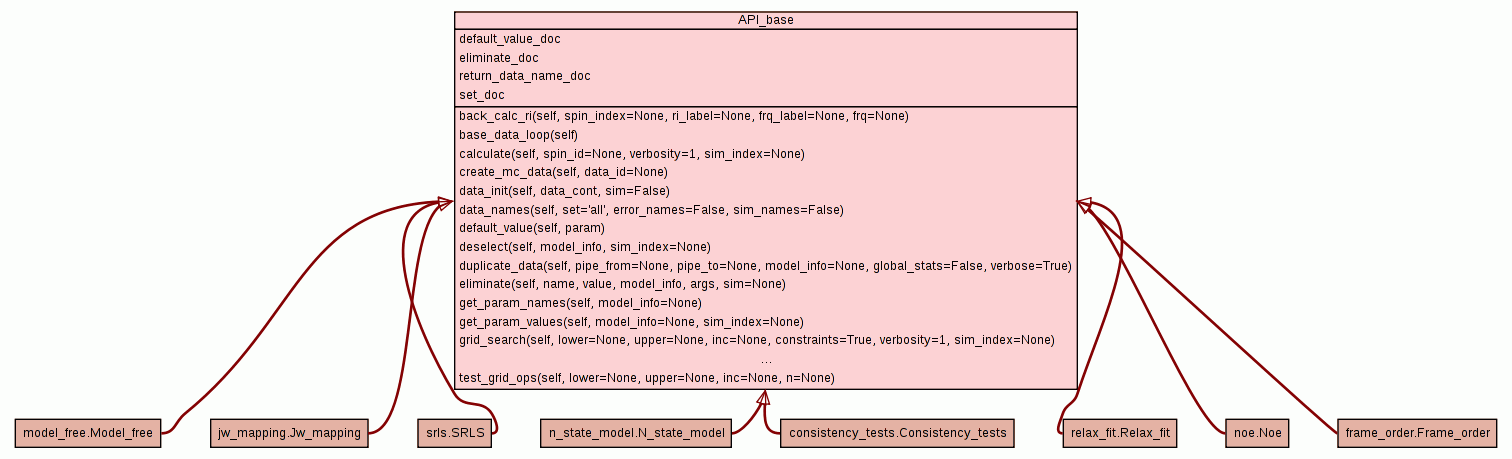 API_base
default_value_doc
eliminate_doc
return_data_name_doc
set_doc
back_calc_ri(self, spin_index=None, ri_label=None, frq_label=None, frq=None)
base_data_loop(self)
calculate(self, spin_id=None, verbosity=1, sim_index=None)
create_mc_data(self, data_id=None)
data_init(self, data_cont, sim=False)
data_names(self, set='all', error_names=False, sim_names=False)
default_value(self, param)
deselect(self, model_info, sim_index=None)
duplicate_data(self, pipe_from=None, pipe_to=None, model_info=None, global_stats=False, verbose=True)
eliminate(self, name, value, model_info, args, sim=None)
get_param_names(self, model_info=None)
get_param_values(self, model_info=None, sim_index=None)
grid_search(self, lower=None, upper=None, inc=None, constraints=True, verbosity=1, sim_index=None)
...
test_grid_ops(self, lower=None, upper=None, inc=None, n=None)
model_free.Model_free
jw_mapping.Jw_mapping
srls.SRLS
n_state_model.N_state_model
consistency_tests.Consistency_tests
relax_fit.Relax_fit
noe.Noe
frame_order.Frame_order